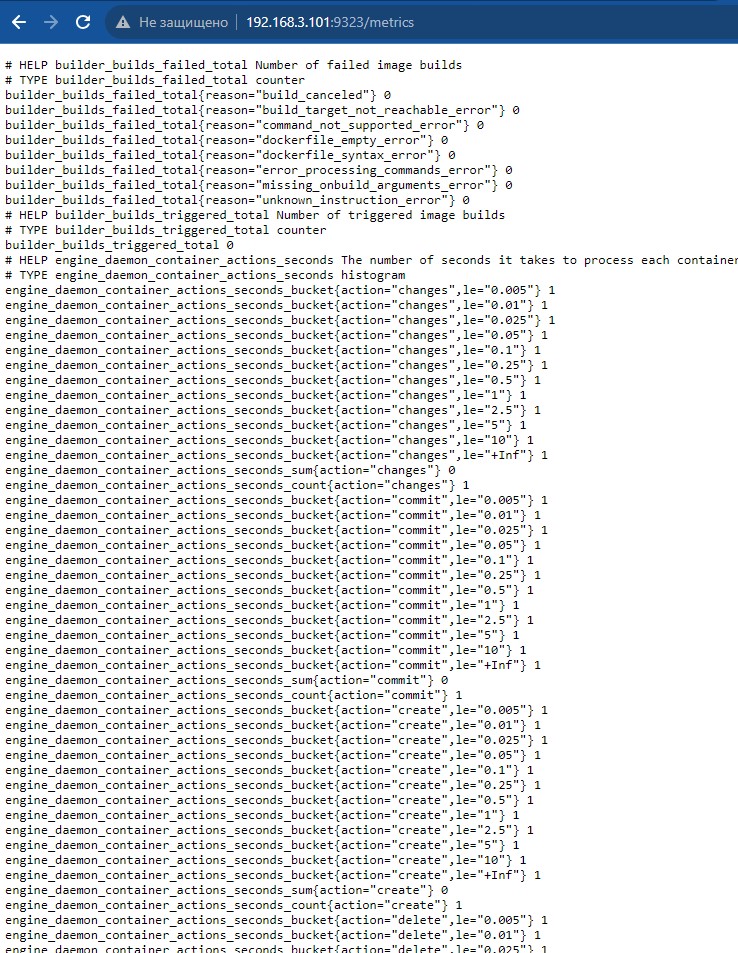 Не защищено | 192.168.3.101:9323/metrics
# HELP builder_builds_failed_total Number of failed image builds
# TYPE builder_builds_failed_total counter
builder_builds_failed_total{reason="build_canceled"} 0
builder_builds_failed_total{reason="build_target_not_reachable_error"} 0
builder_builds_failed_total{reason="command_not_supported_error"} 0
builder_builds_failed_total{reason="dockerfile_empty_error"} 0
builder_builds_failed_total{reason="dockerfile_syntax_error"} 0
builder_builds_failed_total{reason="error_processing_commands_error"} 0
builder_builds_failed_total{reason="missing_onbuild_arguments_error"} 0
builder_builds_failed_total{reason="unknown_instruction_error"} 0
# HELP builder_builds_triggered_total Number of triggered image builds
# TYPE builder_builds_triggered_total counter
builder_builds_triggered_total 0
# HELP engine_daemon_container_actions_seconds The number of seconds it takes to process each container
# TYPE engine_daemon_container_actions_seconds histogram
engine_daemon_container_actions_seconds_bucket{action="changes",le="0.005"} 1
engine_daemon_container_actions_seconds_bucket{action="changes",le="0.01"} 1
engine_daemon_container_actions_seconds_bucket{action="changes",le="0.025"} 1
engine_daemon_container_actions_seconds_bucket{action="changes",le="0.05"} 1
engine_daemon_container_actions_seconds_bucket{action="changes",le="0.1"} 1
engine_daemon_container_actions_seconds_bucket{action="changes",le="0.25"} 1
engine_daemon_container_actions_seconds_bucket{action="changes",le="0.5"} 1
engine_daemon_container_actions_seconds_bucket{action="changes",le="1"} 1
engine_daemon_container_actions_seconds_bucket{action="changes",le="2.5"} 1
engine_daemon_container_actions_seconds_bucket{action="changes",le="5"} 1
engine_daemon_container_actions_seconds_bucket{action="changes",le="10"} 1
engine_daemon_container_actions_seconds_bucket{action="changes",le="+Inf"} 1
engine_daemon_container_actions_seconds_sum{action="changes"} 0
engine_daemon_container_actions_seconds_count{action="changes"} 1
engine_daemon_container_actions_seconds_bucket{action="commit",le="0.005"} 1
engine_daemon_container_actions_seconds_bucket{action="commit",le="0.01"} 1
engine_daemon_container_actions_seconds_bucket{action="commit",le="0.025"} 1
engine_daemon_container_actions_seconds_bucket{action="commit",le="0.05"} 1
engine_daemon_container_actions_seconds_bucket{action="commit",le="0.1"} 1
engine_daemon_container_actions_seconds_bucket{action="commit",le="0.25"} 1
engine_daemon_container_actions_seconds_bucket{action="commit",le="0.5"} 1
engine_daemon_container_actions_seconds_bucket{action="commit",le="1"} 1
engine_daemon_container_actions_seconds_bucket{action="commit",le="2.5"} 1
engine_daemon_container_actions_seconds_bucket{action="commit",le="5"} 1
engine_daemon_container_actions_seconds_bucket{action="commit",le="10"} 1
engine_daemon_container_actions_seconds_bucket{action="commit",le="+Inf"} 1
engine_daemon_container_actions_seconds_sum{action="commit"} 0
engine_daemon_container_actions_seconds_count{action="commit"} 1
engine_daemon_container_actions_seconds_bucket{action="create",le="0.005"} 1
engine_daemon_container_actions_seconds_bucket{action="create",le="0.01"} 1
engine_daemon_container_actions_seconds_bucket{action="create",le="0.025"} 1
engine_daemon_container_actions_seconds_bucket{action="create",le="0.05"} 1
engine_daemon_container_actions_seconds_bucket{action="create",le="0.1"} 1
engine_daemon_container_actions_seconds_bucket{action="create",le="0.25"} 1
engine_daemon_container_actions_seconds_bucket{action="create",le="0.5"} 1
engine_daemon_container_actions_seconds_bucket{action="create",le="1"} 1
engine_daemon_container_actions_seconds_bucket{action="create",le="2.5"} 1
engine_daemon_container_actions_seconds_bucket{action="create",le="5"} 1
engine_daemon_container_actions_seconds_bucket{action="create",le="10"} 1
engine_daemon_container_actions_seconds_bucket{action="create",le="+Inf"} 1
engine_daemon_container_actions_seconds_sum{action="create"} 0
engine_daemon_container_actions_seconds_count{action="create"} 1
engine_daemon_container_actions_seconds_bucket{action="delete",le="0.005"} 1
engine_daemon_container_actions_seconds_bucket{action="delete",le="0.01"} 1
engine_daemon_container_actions_seconds_bucket{action="delete",le="0.025"} 1